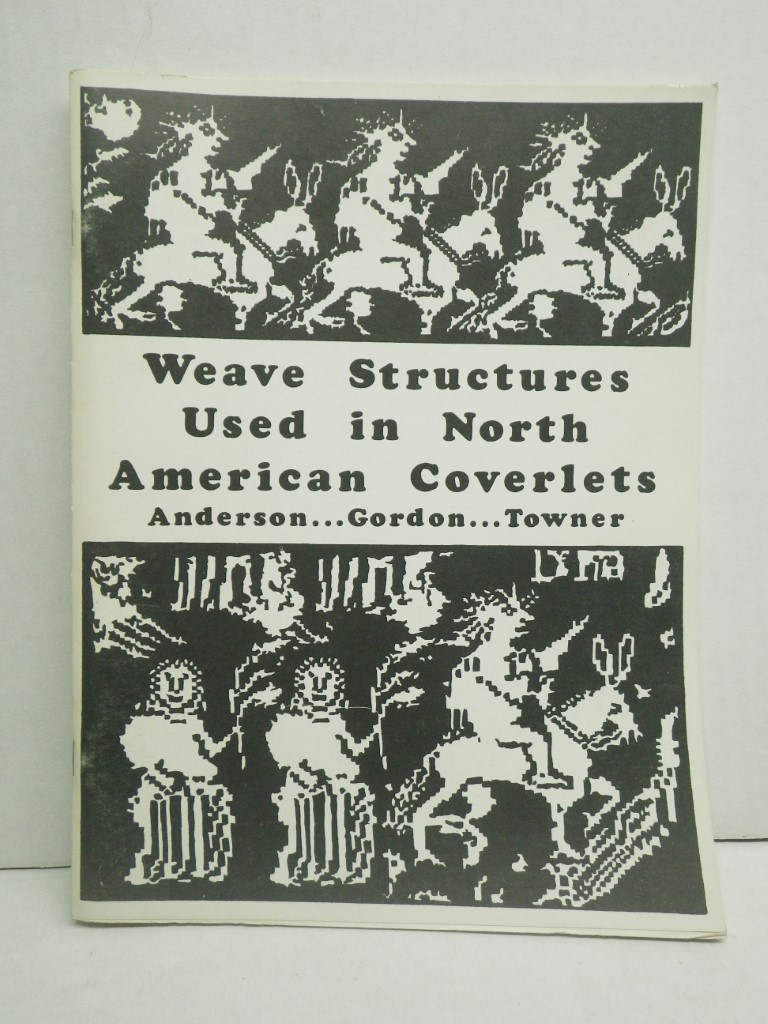 Weave Structures
Used in North
American Coverlets
Anderson...Gordon...Towner